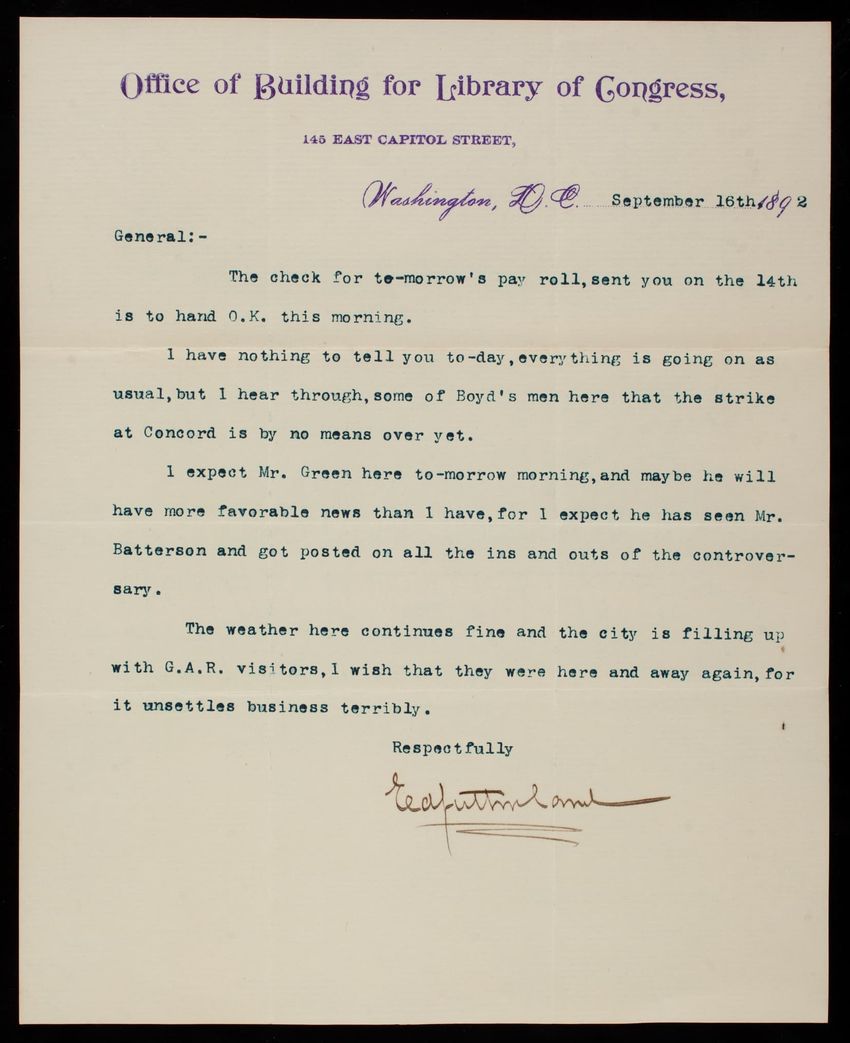 Office of Building for Library of Congress,
145 EAST CAPITOL STREET,
Washington, D.C. September 16th, 1892
General:-
The check for to-morrow's pay roll,sent you on the 14th
is to hand O.K. this morning.
I have nothing to tell you to-day,everything is going on as
usual,but I hear through,some of Boyd's men here that the strike
at Concord is by no means over yet.
I expect Mr. Green here to-morrow morning,and maybe he will
have more favorable news than I have,for I expect he has seen Mr.
Batterson and got posted on all the ins and outs of the controver-
sary.
The weather here continues fine and the city is filling up
with G.A.R. visitors,I wish that they were here and away again,for
it unsettles business terribly.
Respectfully